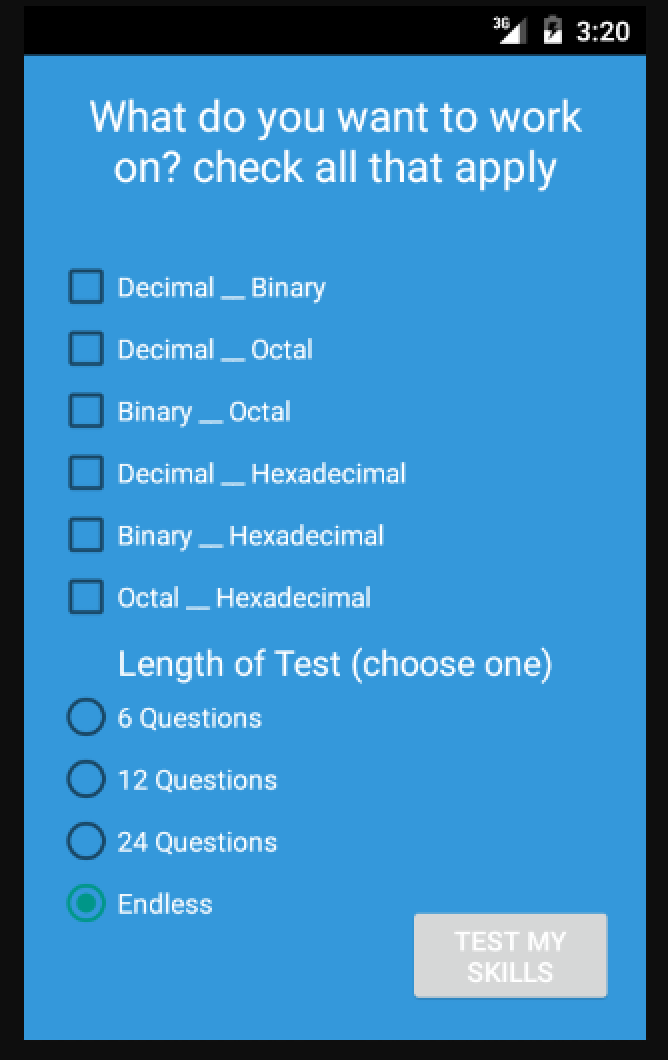 3G 3:20
What do you want to work
on? check all that apply
Decimal __ Binary
Decimal __ Octal
Binary __ Octal
Decimal __ Hexadecimal
Binary __ Hexadecimal
Octal __ Hexadecimal
Length of Test (choose one)
6 Questions
12 Questions
24 Questions
Endless
TEST MY
SKILLS